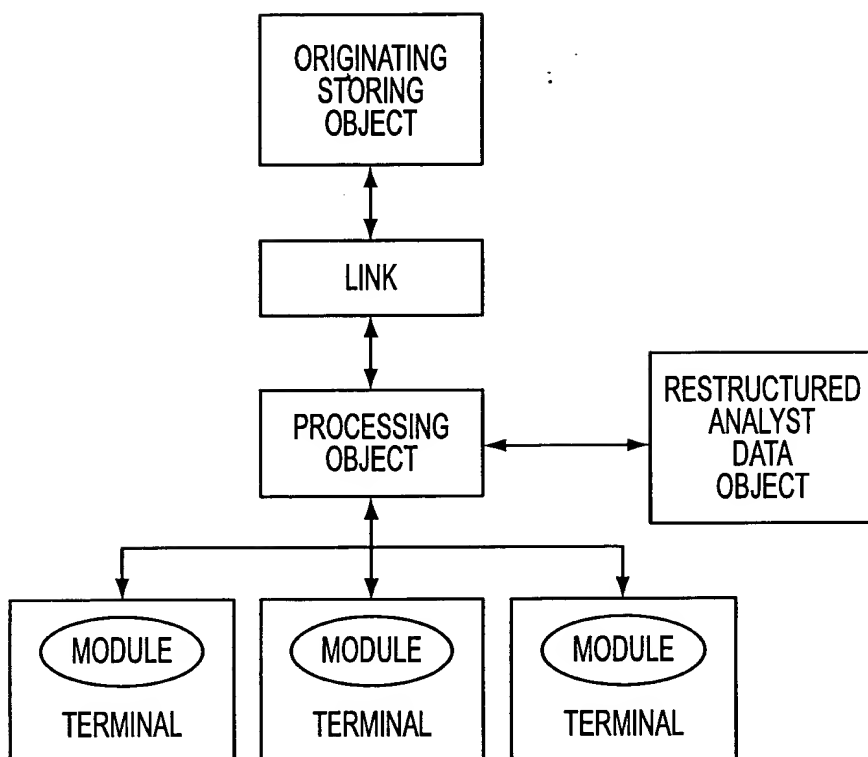 ORIGINATING
STORING
OBJECT
LINK
PROCESSING
OBJECT
RESTRUCTURED
ANALYST
DATA
OBJECT
MODULE
TERMINAL
MODULE
TERMINAL
MODULE
TERMINAL